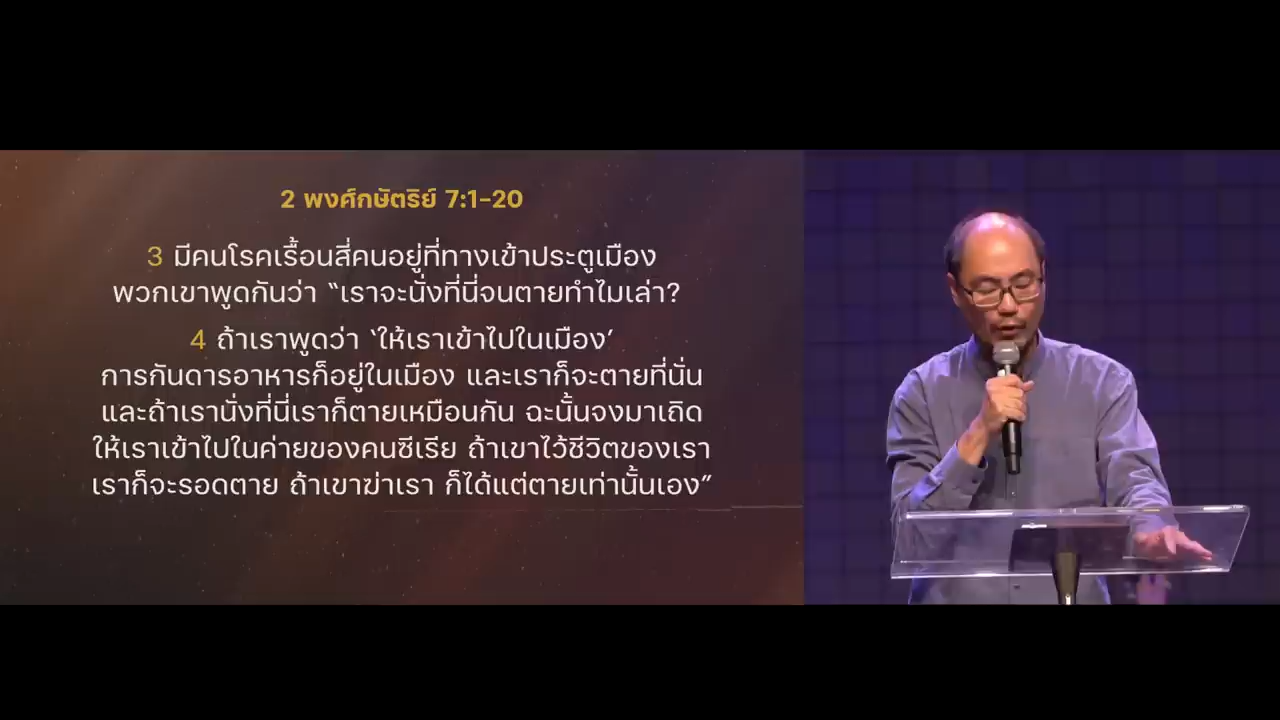 2 พงศ์กษัตริย์ 7:1-20
3 มีคนโรคเรื้อนสี่คนอยู่ที่ทางเข้าประตูเมือง
พวกเขาพูดกันว่า “เราจะนั่งที่นี่จนตายทำไมเล่า?
4 ถ้าเราพูดว่า ‘ให้เราเข้าไปในเมือง’
การกันดารอาหารก็อยู่ในเมือง และเราก็จะตายที่นั่น
และถ้าเรานั่งที่นี่เราก็ตายเหมือนกัน ฉะนั้นจงมาเถิด
ให้เราเข้าไปในค่ายของคนซีเรีย ถ้าเขาไว้ชีวิตของเรา
เราก็จะรอดตาย ถ้าเขาฆ่าเรา ก็ได้แต่ตายเท่านั้นเอง”